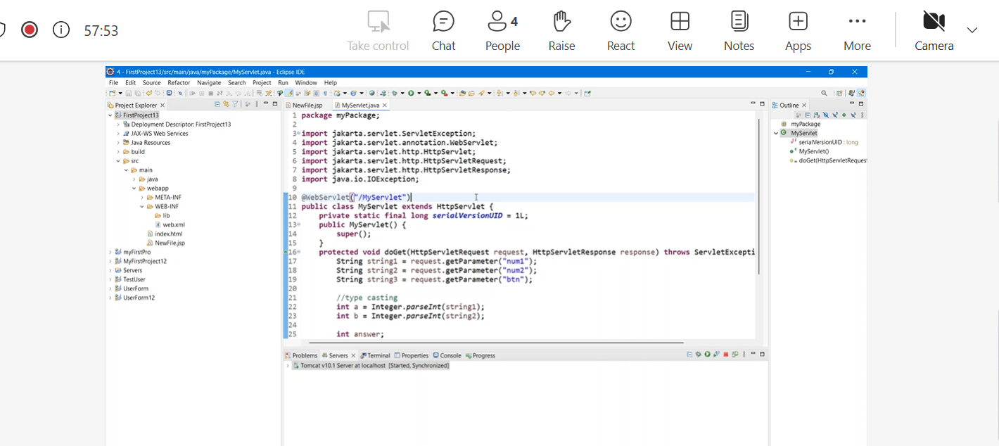 57:53
Take control
Chat
4
People
Raise
React
View
Notes
Apps
More
Camera
4 - FirstProject13/src/main/java/myPackage/MyServlet.java - Eclipse IDE
File Edit Source Refactor Navigate Search Project Run Window Help
Project Explorer
FirstProject13
Deployment Descriptor: FirstProject13
JAX-WS Web Services
Java Resources
build
src
main
java
webapp
META-INF
WEB-INF
lib
web.xml
index.html
NewFile.jsp
myFirstPro
MyFirstProject12
Servers
TestUser
UserForm
UserForm12
NewFile.jsp
MyServlet.java
1 package myPackage;
2
3 import jakarta.servlet.ServletException;
4 import jakarta.servlet.annotation.WebServlet;
5 import jakarta.servlet.http.HttpServlet;
6 import jakarta.servlet.http.HttpServletRequest;
7 import jakarta.servlet.http.HttpServletResponse;
8 import java.io.IOException;
9
10 @WebServlet("/MyServlet")
11 public class MyServlet extends HttpServlet {
12 private static final long serialVersionUID = 1L;
13 public MyServlet() {
14 super();
15 }
16 protected void doGet(HttpServletRequest request, HttpServletResponse response) throws ServletExcepti
17 String string1 = request.getParameter("num1");
18 String string2 = request.getParameter("num2");
19 String string3 = request.getParameter("btn");
20
21 //type casting
22 int a = Integer.parseInt(string1);
23 int b = Integer.parseInt(string2);
24
25 int answer;
Outline
myPackage
MyServlet
serialVersionUID : long
MyServlet()
doGet(HttpServletRequest
Problems Servers Terminal Properties Console Progress
Tomcat v10.1 Server at localhost [Started, Synchronized]